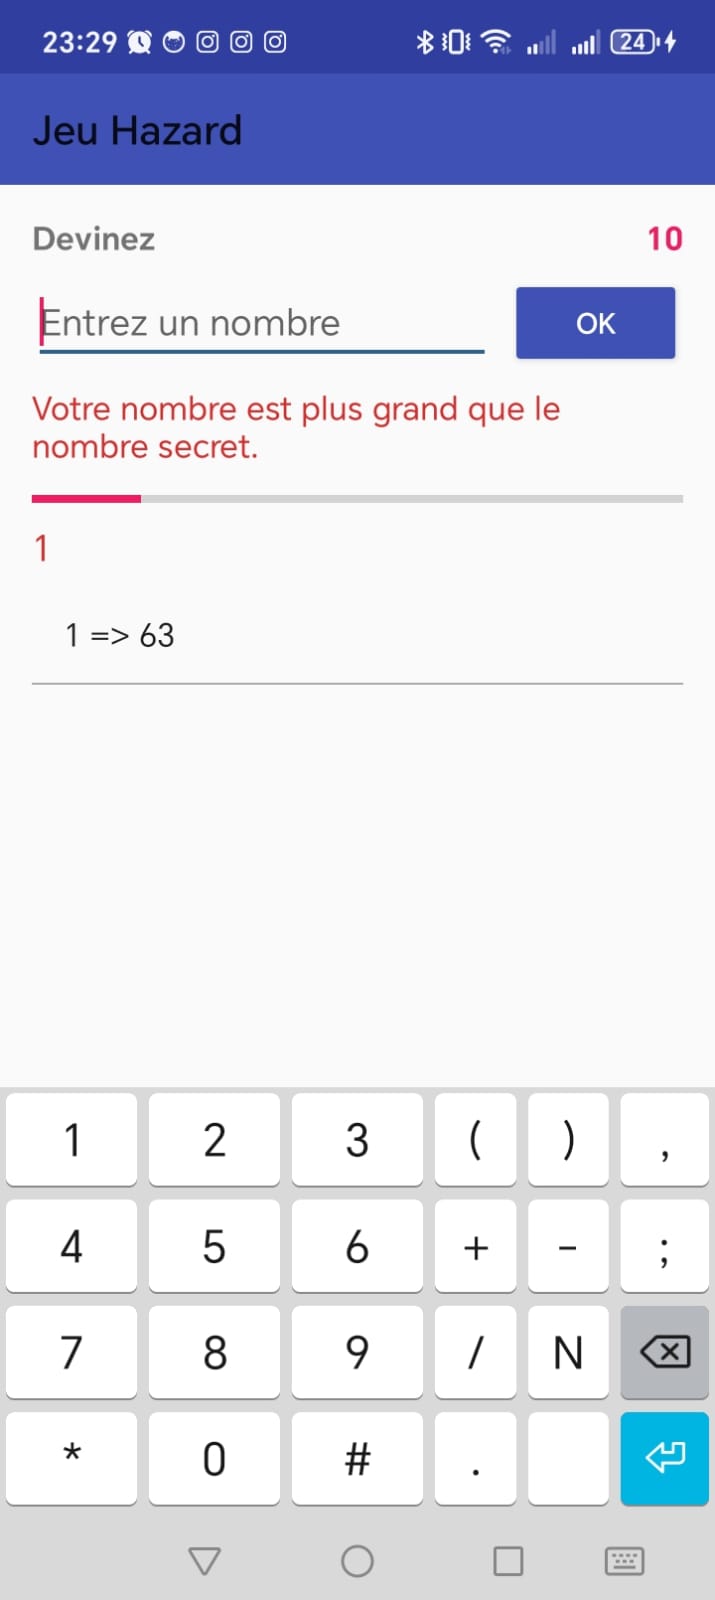 23:29 24
Jeu Hazard
Devinez 10
Entrez un nombre OK
Votre nombre est plus grand que le
nombre secret.
1
1 => 63
1 2 3 ( ) ,
4 5 6 + - ;
7 8 9 / N
* 0 # .